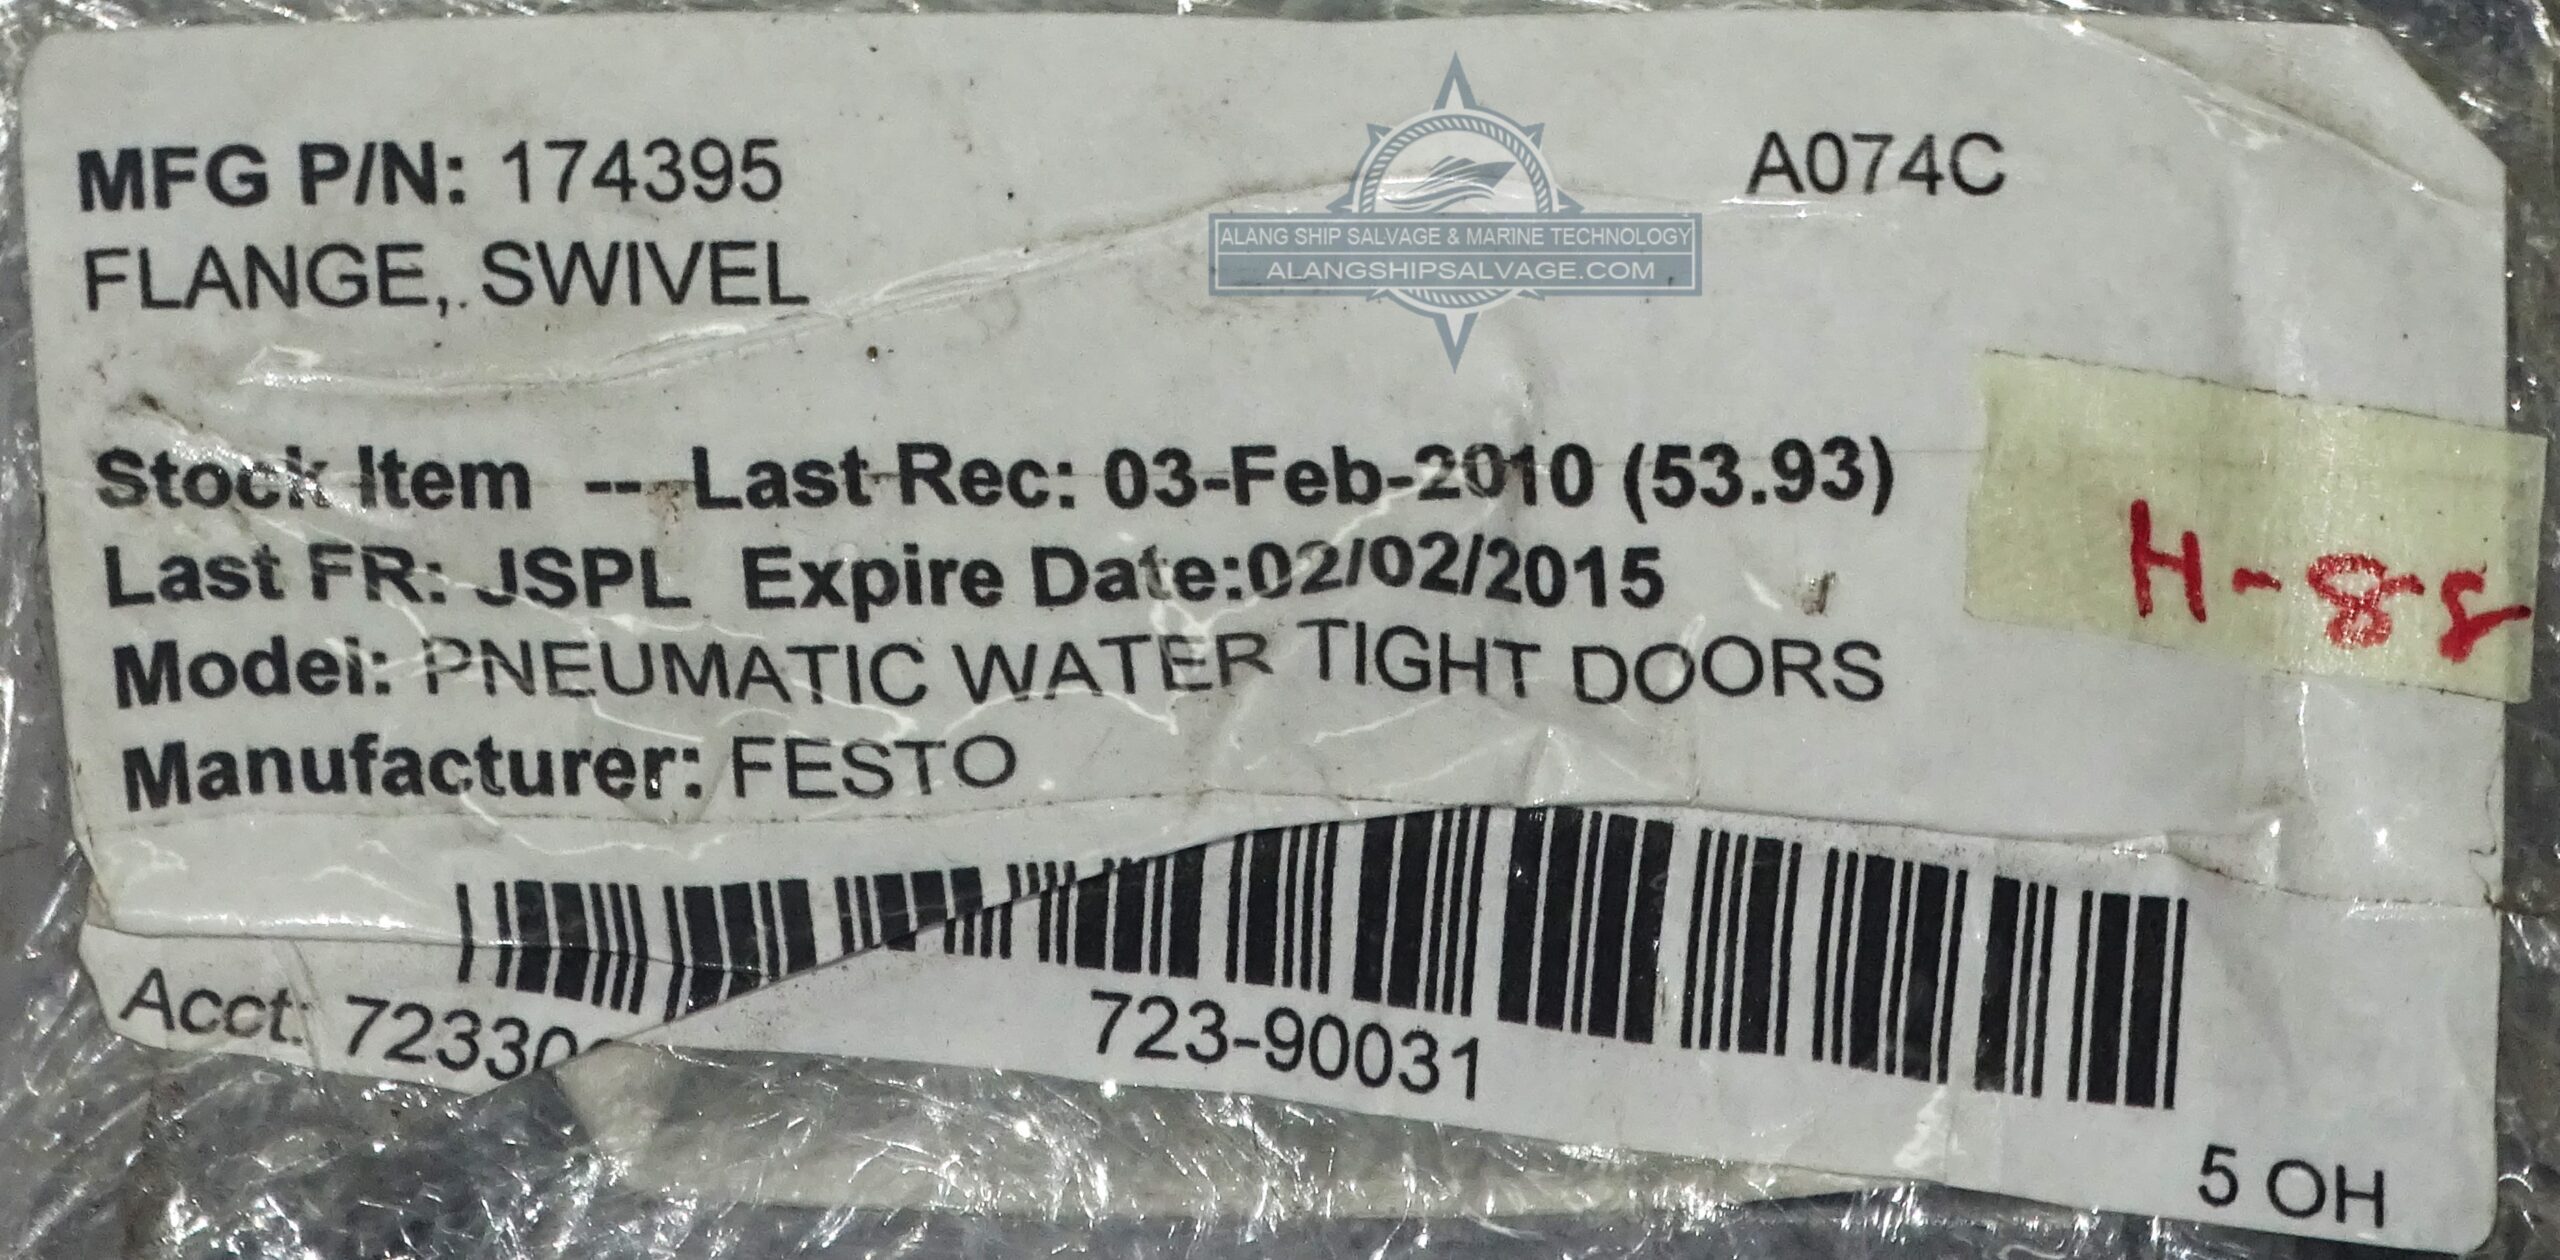 MFG P/N: 174395
A074C
FLANGE, SWIVEL
ALANG SHIP SALVAGE & MARINE TECHNOLOGY
ALANGSHIPSALVAGE.COM
Stock Item -- Last Rec: 03-Feb-2010 (53.93)
Last FR: JSPL Expire Date:02/02/2015
H-88
Model: PNEUMATIC WATER TIGHT DOORS
Manufacturer: FESTO
Acct:
723-90031
5 OH